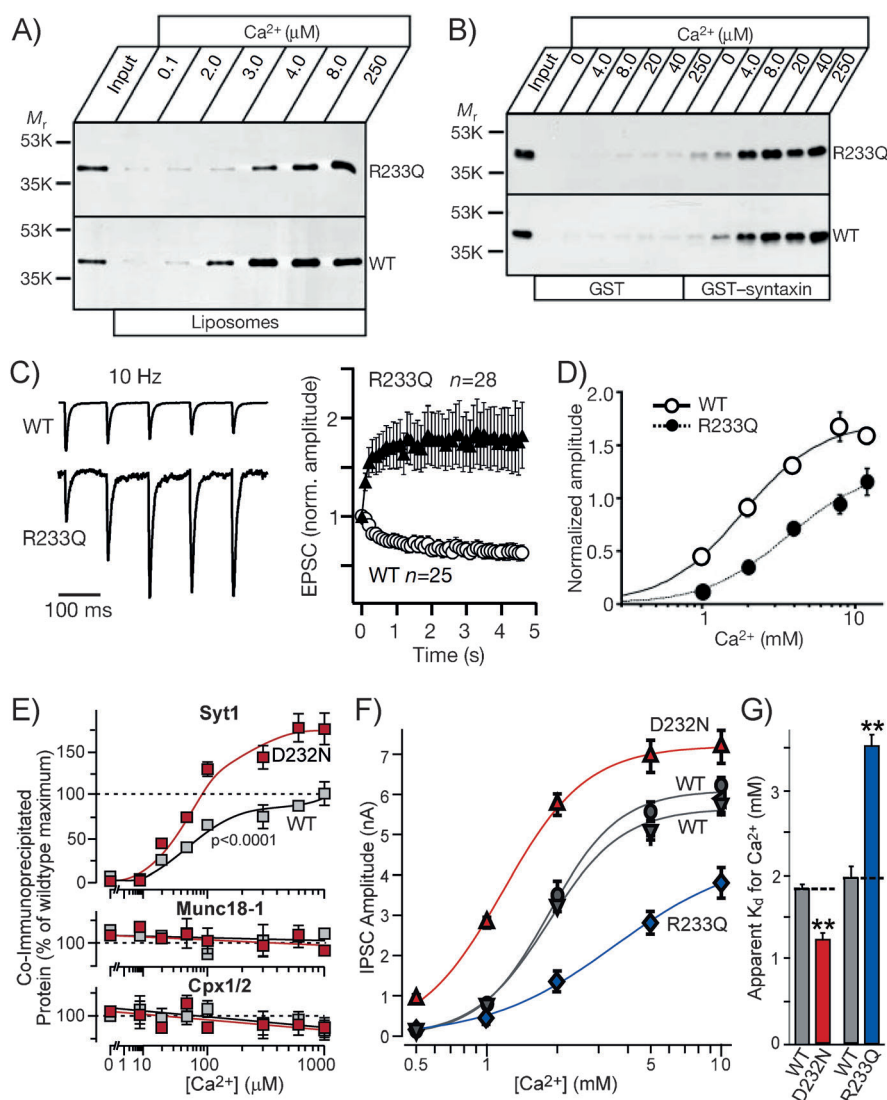 A)
Ca²⁺ (μM)
Input
0.1
2.0
3.0
4.0
8.0
250
Mr
53K
35K
R233Q
53K
35K
WT
Liposomes
B)
Ca²⁺ (μM)
Input
0
4.0
8.0
20
40
250
0
4.0
8.0
20
40
250
Mr
53K
35K
R233Q
53K
35K
WT
GST
GST–syntaxin
C)
10 Hz
WT
R233Q
100 ms
EPSC (norm. amplitude)
2
1
R233Q n=28
WT n=25
0 1 2 3 4 5
Time (s)
D)
Normalized amplitude
2.0
1.5
1.0
0.5
0
WT
R233Q
1 10
Ca²⁺ (mM)
E)
Syt1
Co-Immunoprecipitated
Protein (% of wildtype maximum)
150
100
50
0
D232N
WT
p<0.0001
Munc18-1
100
Cpx1/2
100
0 1 10 100 1000
[Ca²⁺] (μM)
F)
IPSC Amplitude (nA)
7
6
5
4
3
2
1
0
D232N
WT
WT
R233Q
0.5 1 2 5 10
[Ca²⁺] (mM)
G)
Apparent Kd for Ca²⁺ (mM)
4
2
0
**
**
WT
D232N
WT
R233Q